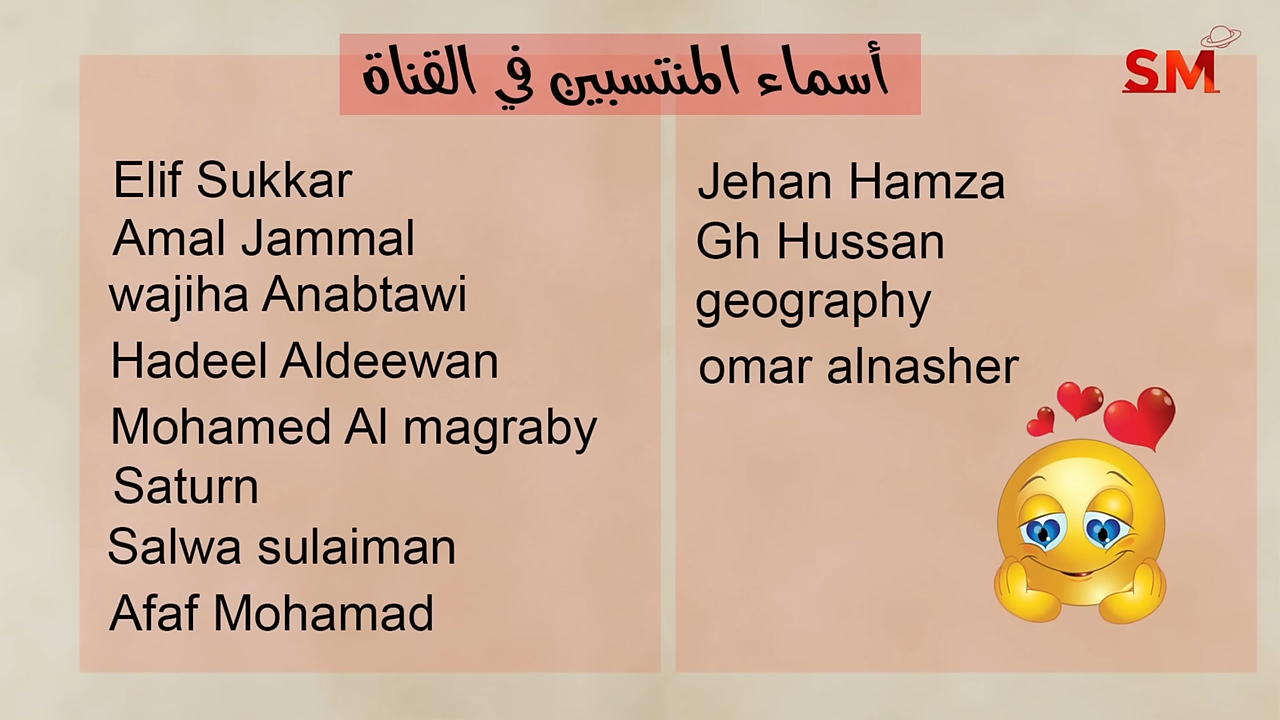 أسماء المنتسبين في القناة
SM
Elif Sukkar
Amal Jammal
wajiha Anabtawi
Hadeel Aldeewan
Mohamed Al magraby
Saturn
Salwa sulaiman
Afaf Mohamad
Jehan Hamza
Gh Hussan
geography
omar alnasher